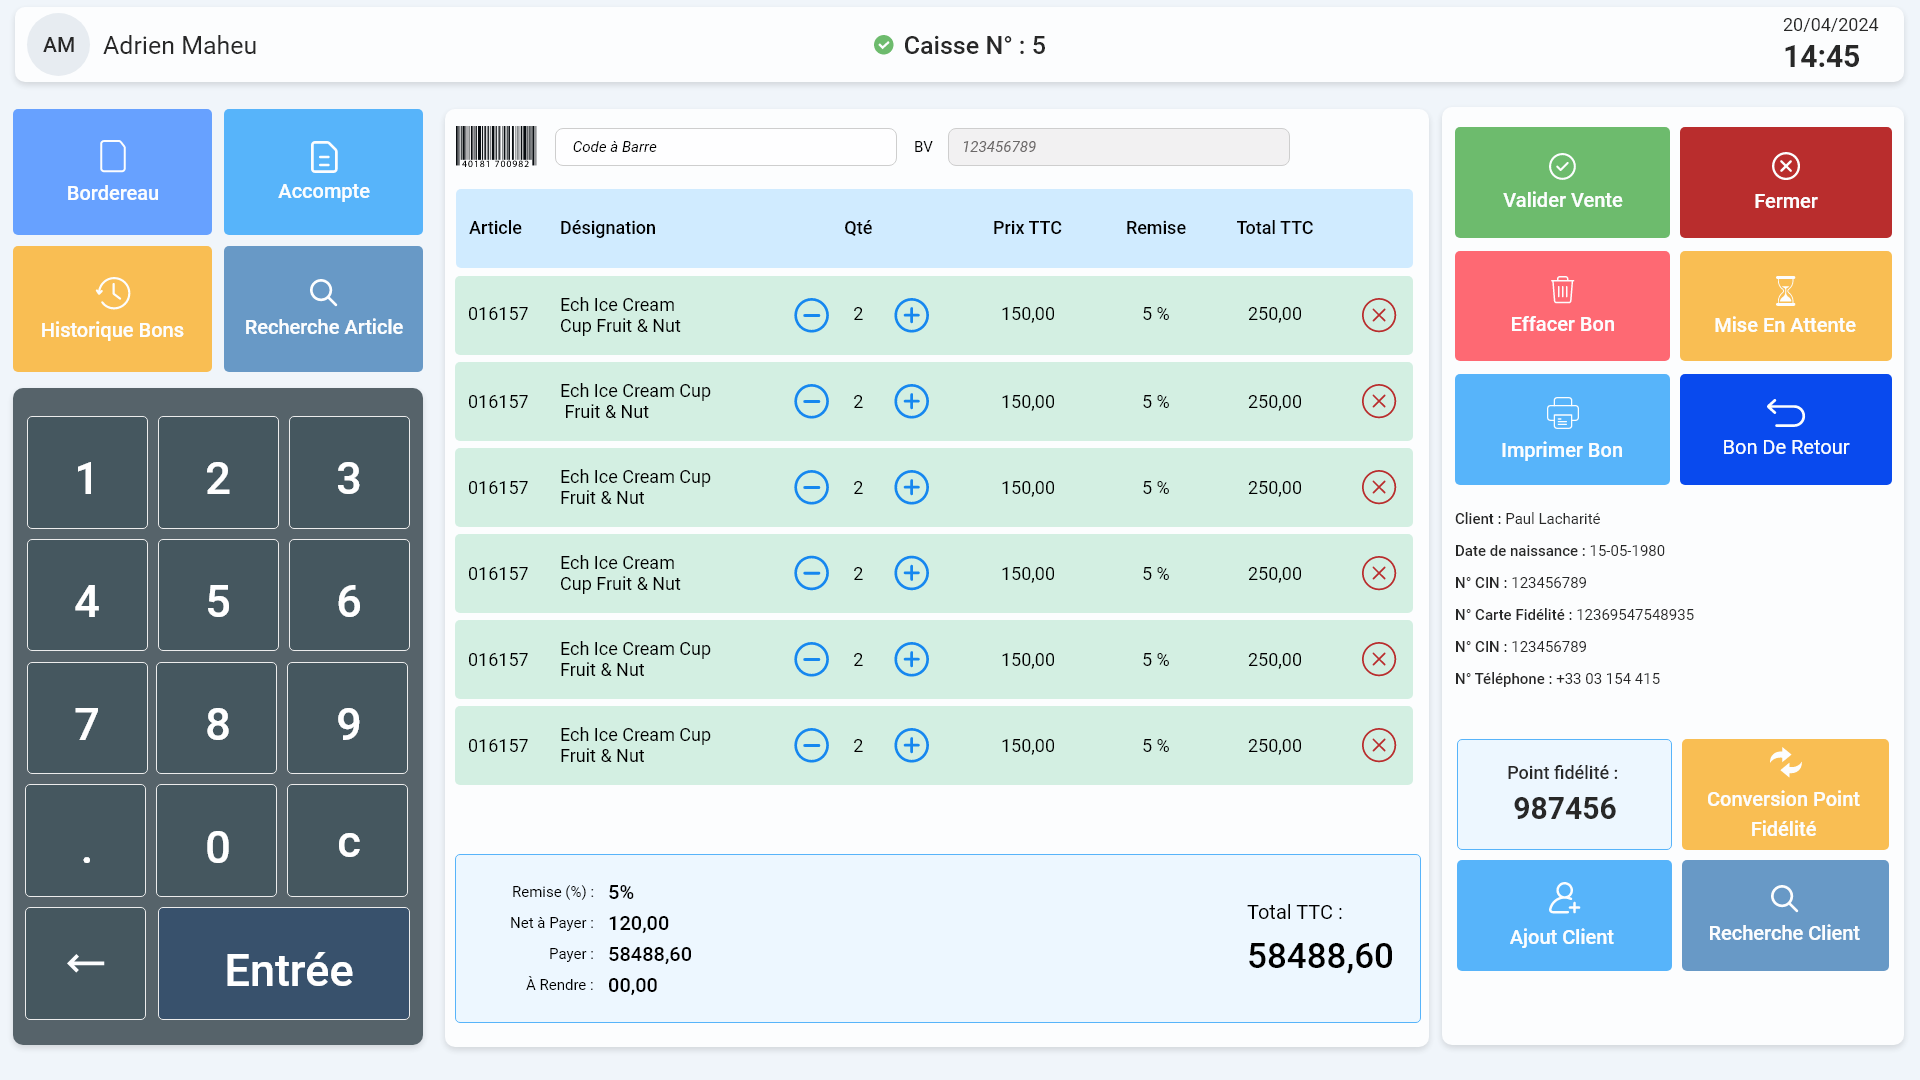 AM Adrien Maheu
Caisse N° : 5
20/04/2024
14:45
Bordereau
Accompte
Historique Bons
Recherche Article
1 2 3
4 5 6
7 8 9
. 0 c
Entrée
40181 700982
Code à Barre
BV
123456789
Article Désignation Qté Prix TTC Remise Total TTC
016157 Ech Ice Cream 2 150,00 5 % 250,00
Cup Fruit & Nut
016157 Ech Ice Cream Cup 2 150,00 5 % 250,00
Fruit & Nut
016157 Ech Ice Cream Cup 2 150,00 5 % 250,00
Fruit & Nut
016157 Ech Ice Cream 2 150,00 5 % 250,00
Cup Fruit & Nut
016157 Ech Ice Cream Cup 2 150,00 5 % 250,00
Fruit & Nut
016157 Ech Ice Cream Cup 2 150,00 5 % 250,00
Fruit & Nut
Remise (%) : 5%
Net à Payer : 120,00
Payer : 58488,60
À Rendre : 00,00
Total TTC :
58488,60
Valider Vente
Fermer
Effacer Bon
Mise En Attente
Imprimer Bon
Bon De Retour
Client : Paul Lacharité
Date de naissance : 15-05-1980
N° CIN : 123456789
N° Carte Fidélité : 12369547548935
N° CIN : 123456789
N° Téléphone : +33 03 154 415
Point fidélité :
987456
Conversion Point
Fidélité
Ajout Client
Recherche Client